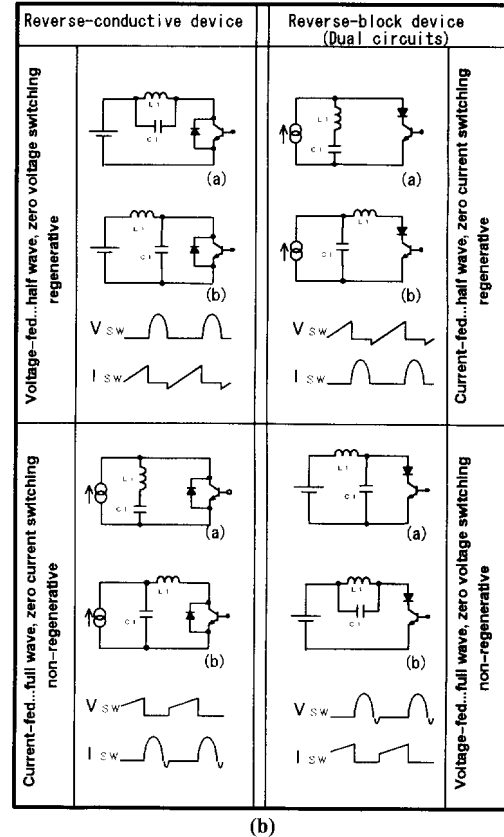 Reverse-conductive device
Reverse-block device
(Dual circuits)
Voltage-fed...half wave, zero voltage switching
regenerative
L1
C1
(a)
L1
C1
(b)
V SW
I SW
L1
C1
(a)
L1
C1
(b)
V SW
I SW
Current-fed...half wave, zero current switching
regenerative
Current-fed...full wave, zero current switching
non-regenerative
L1
C1
(a)
L1
C1
(b)
V SW
I SW
L1
C1
(a)
L1
C1
(b)
V SW
I SW
Voltage-fed...full wave, zero voltage switching
non-regenerative
(b)